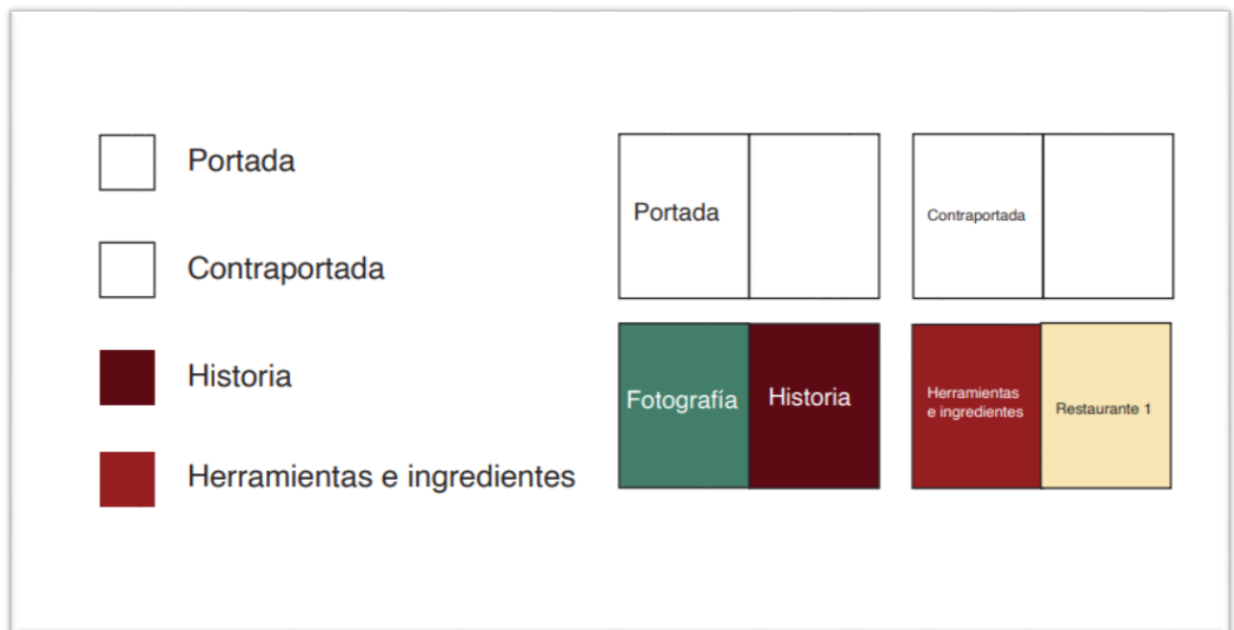 Portada
Contraportada
Historia
Herramientas e ingredientes
Portada
Contraportada
Fotografía
Historia
Herramientas
e ingredientes
Restaurante 1